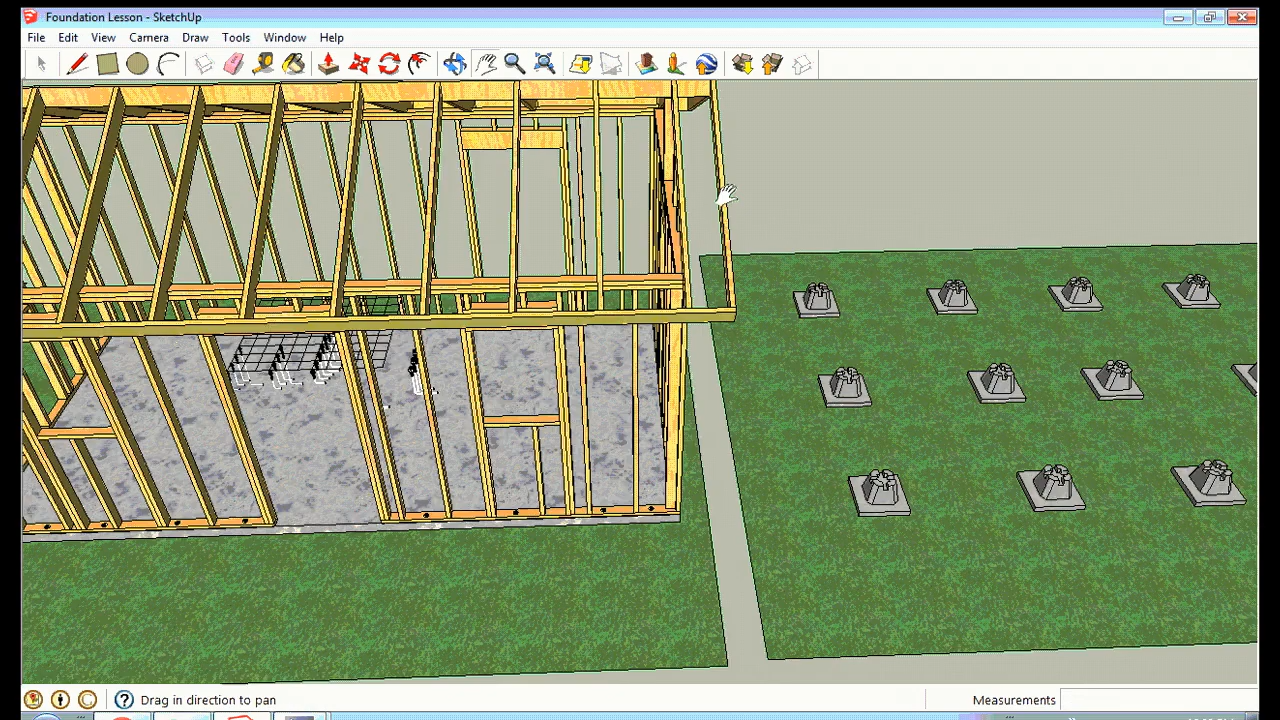 Foundation Lesson - SketchUp
File Edit View Camera Draw Tools Window Help
Drag in direction to pan
Measurements